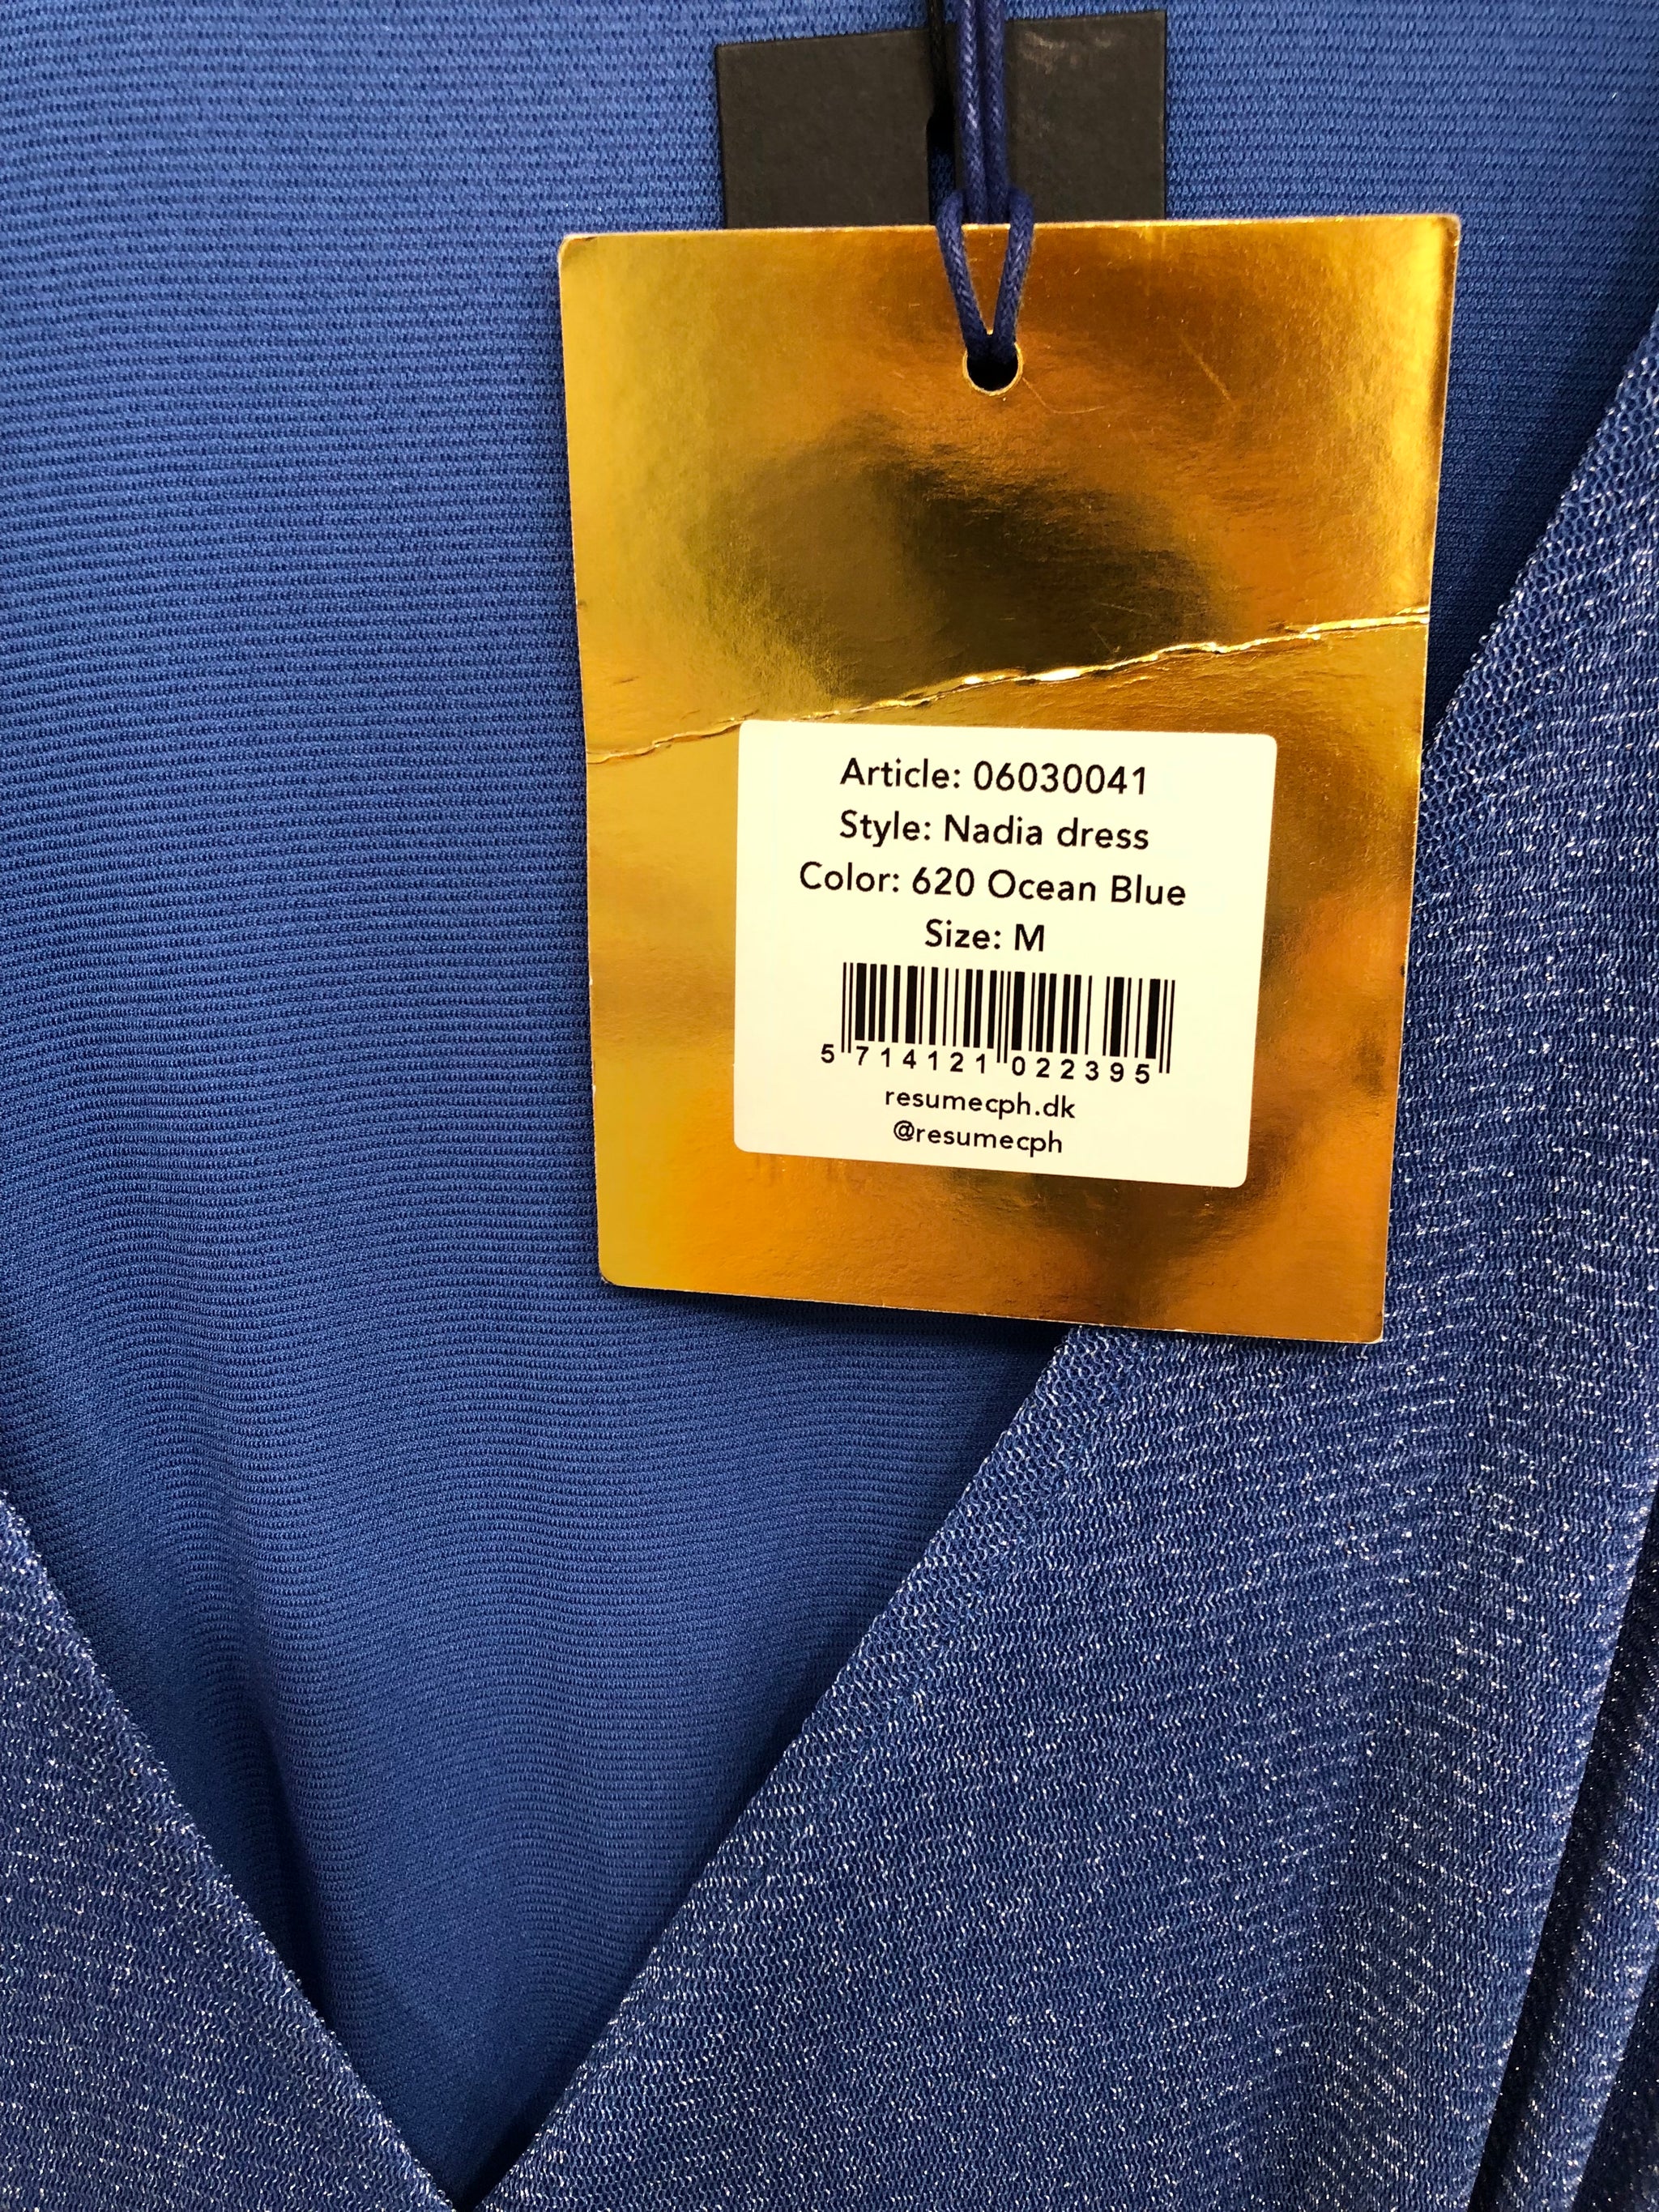 Article: 06030041
Style: Nadia dress
Color: 620 Ocean Blue
Size: M
5 714121 022395
resumecph.dk
@resumecph